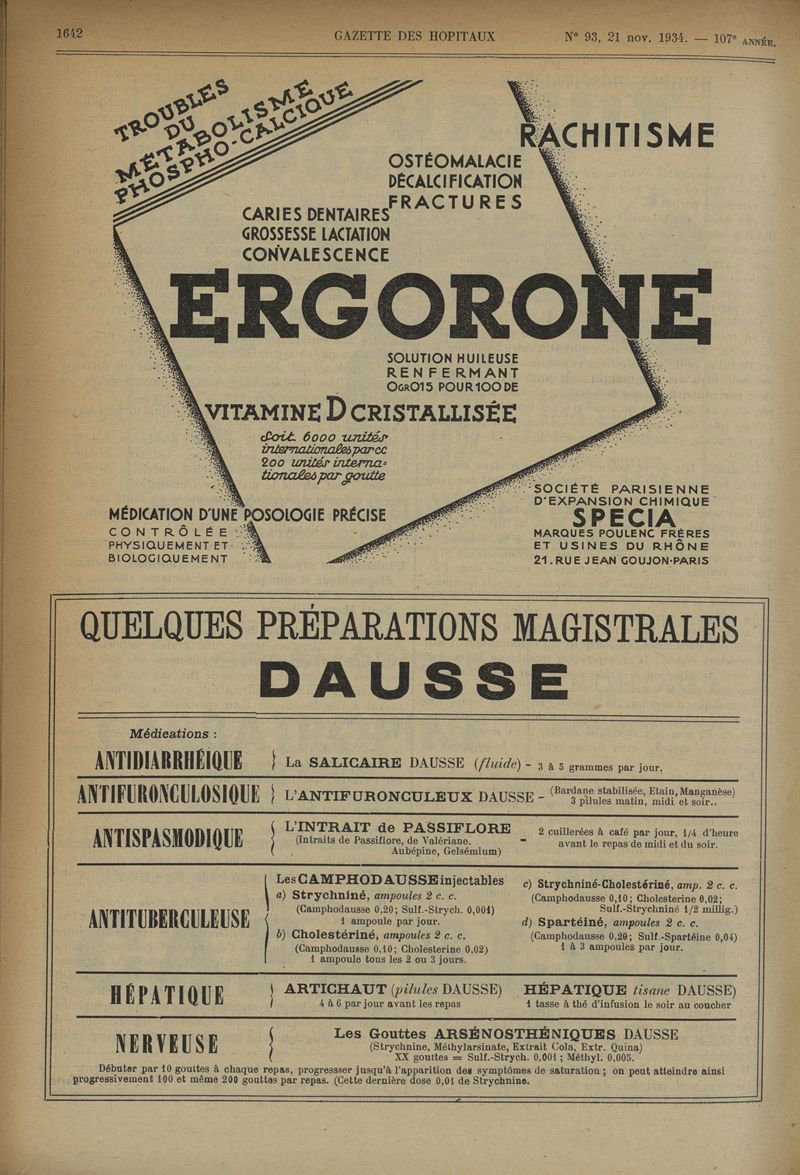 1642
GAZETTE DES HOPITAUX
N° 93, 21 nov. 1934. — 107e ANNÉE.
TROUBLES
DU
MÉTABOLISME
PHOSPHO-CALCIQUE
RACHITISME
OSTÉOMALACIE
DÉCALCIFICATION
FRACTURES
CARIES DENTAIRES
GROSSESSE LACTATION
CONVALESCENCE
ERGORONE
SOLUTION HUILEUSE
RENFERMANT
0GR015 POUR 100 DE
VITAMINE D CRISTALLISÉE
Soit 6000 unités
internationales par cc
200 unités interna=
tionales par goutte
MÉDICATION D'UNE POSOLOGIE PRÉCISE
CONTRÔLÉE
PHYSIQUEMENT ET
BIOLOGIQUEMENT
SOCIÉTÉ PARISIENNE
D'EXPANSION CHIMIQUE
SPECIA
MARQUES POULENC FRÈRES
ET USINES DU RHÔNE
21. RUE JEAN GOUJON-PARIS
QUELQUES PRÉPARATIONS MAGISTRALES
DAUSSE
Médications :
ANTIDIARRHÉIQUE } La SALICAIRE DAUSSE (fluide) - 3 à 5 grammes par jour.
ANTIFURONCULOSIQUE } L'ANTIFURONCULEUX DAUSSE - (Bardane stabilisée, Etain, Manganèse)
3 pilules matin, midi et soir..
ANTISPASMODIQUE
L'INTRAIT de PASSIFLORE
(Intraits de Passiflore, de Valériane.
Aubépine, Gelsémium)
- 2 cuillerées à café par jour, 1/4 d'heure
avant le repas de midi et du soir.
ANTITUBERCULEUSE
Les CAMPHODAUSSE injectables
a) Strychniné, ampoules 2 c. c.
(Camphodausse 0,20; Sulf.-Strych. 0,001)
1 ampoule par jour.
b) Cholestériné, ampoules 2 c. c.
(Camphodausse 0,10; Cholesterine 0,02)
1 ampoule tous les 2 ou 3 jours.
c) Strychniné-Cholestériné, amp. 2 c. c.
(Camphodausse 0,10; Cholesterine 0,02;
Sulf.-Strychniné 1/2 millig.)
d) Spartéiné, ampoules 2 c. c.
(Camphodausse 0,20; Sulf.-Spartéine 0,04)
1 à 3 ampoules par jour.
HÉPATIQUE
ARTICHAUT (pilules DAUSSE)
4 à 6 par jour avant les repas
HÉPATIQUE tisane DAUSSE)
1 tasse à thé d'infusion le soir au coucher
NERVEUSE
Les Gouttes ARSÉNOSTHÉNIQUES DAUSSE
(Strychnine, Méthylarsinate, Extrait Cola, Extr. Quina)
XX gouttes = Sulf.-Strych. 0,001 ; Méthyl. 0,005.
Débuter par 10 gouttes à chaque repas, progressser jusqu'à l'apparition des symptômes de saturation ; on peut atteindre ainsi
progressivement 100 et même 200 gouttes par repas. (Cette dernière dose 0,01 de Strychnine.